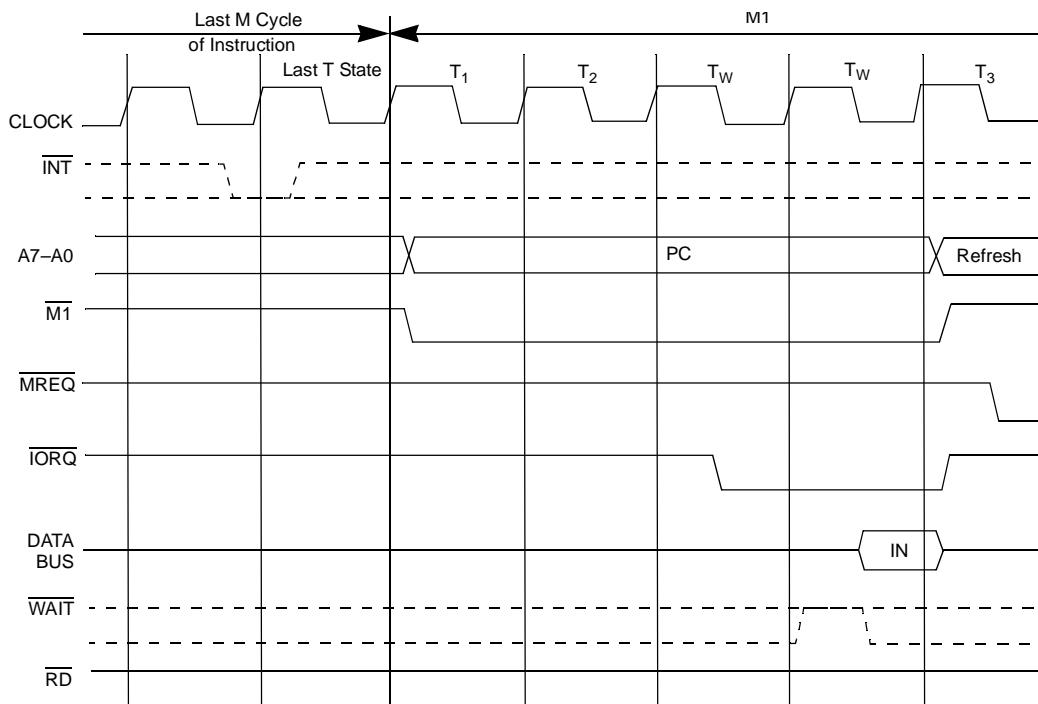 Last M Cycle
of Instruction
M1
Last T State
T1
T2
TW
TW
T3
CLOCK
INT
A7–A0
PC
Refresh
M1
MREQ
IORQ
DATA
BUS
IN
WAIT
RD